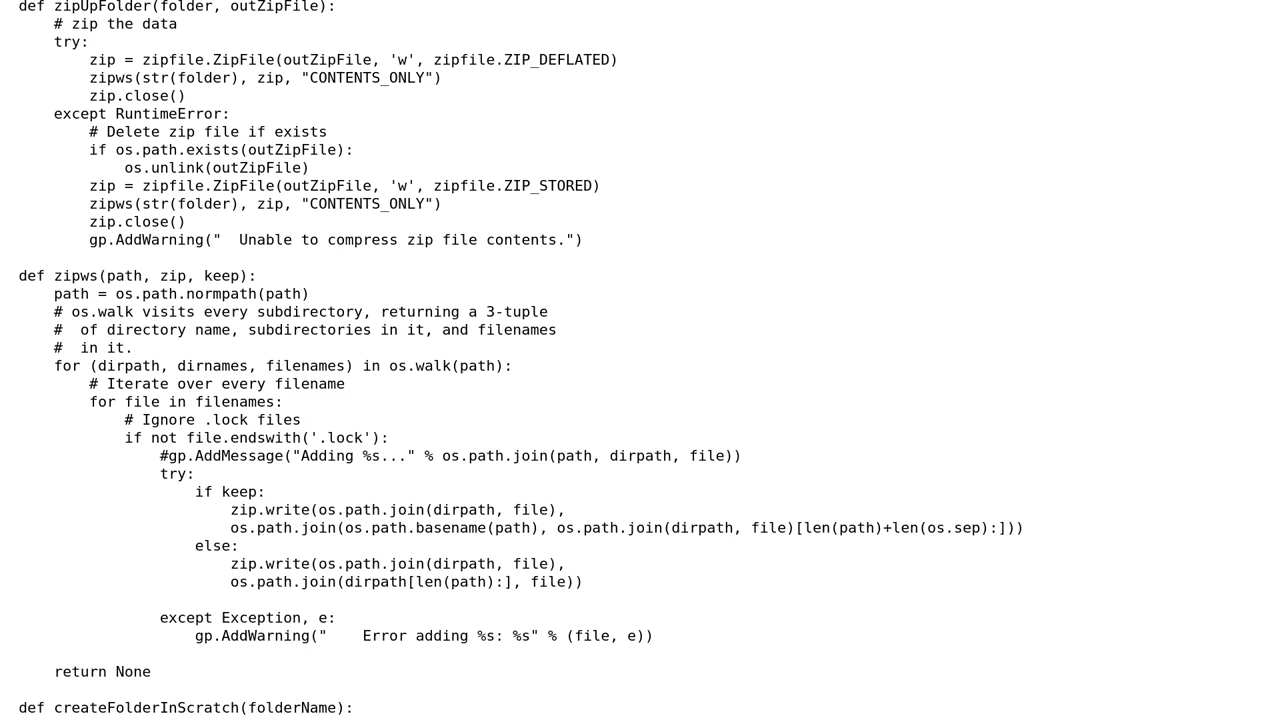 def zipUpFolder(folder, outZipFile):
    # zip the data
    try:
        zip = zipfile.ZipFile(outZipFile, 'w', zipfile.ZIP_DEFLATED)
        zipws(str(folder), zip, "CONTENTS_ONLY")
        zip.close()
    except RuntimeError:
        # Delete zip file if exists
        if os.path.exists(outZipFile):
            os.unlink(outZipFile)
        zip = zipfile.ZipFile(outZipFile, 'w', zipfile.ZIP_STORED)
        zipws(str(folder), zip, "CONTENTS_ONLY")
        zip.close()
        gp.AddWarning("  Unable to compress zip file contents.")

def zipws(path, zip, keep):
    path = os.path.normpath(path)
    # os.walk visits every subdirectory, returning a 3-tuple
    #  of directory name, subdirectories in it, and filenames
    #  in it.
    for (dirpath, dirnames, filenames) in os.walk(path):
        # Iterate over every filename
        for file in filenames:
            # Ignore .lock files
            if not file.endswith('.lock'):
                #gp.AddMessage("Adding %s..." % os.path.join(path, dirpath, file))
                try:
                    if keep:
                        zip.write(os.path.join(dirpath, file),
                        os.path.join(os.path.basename(path), os.path.join(dirpath, file)[len(path)+len(os.sep):]))
                    else:
                        zip.write(os.path.join(dirpath, file),
                        os.path.join(dirpath[len(path):], file))

                except Exception, e:
                    gp.AddWarning("    Error adding %s: %s" % (file, e))

    return None

def createFolderInScratch(folderName):